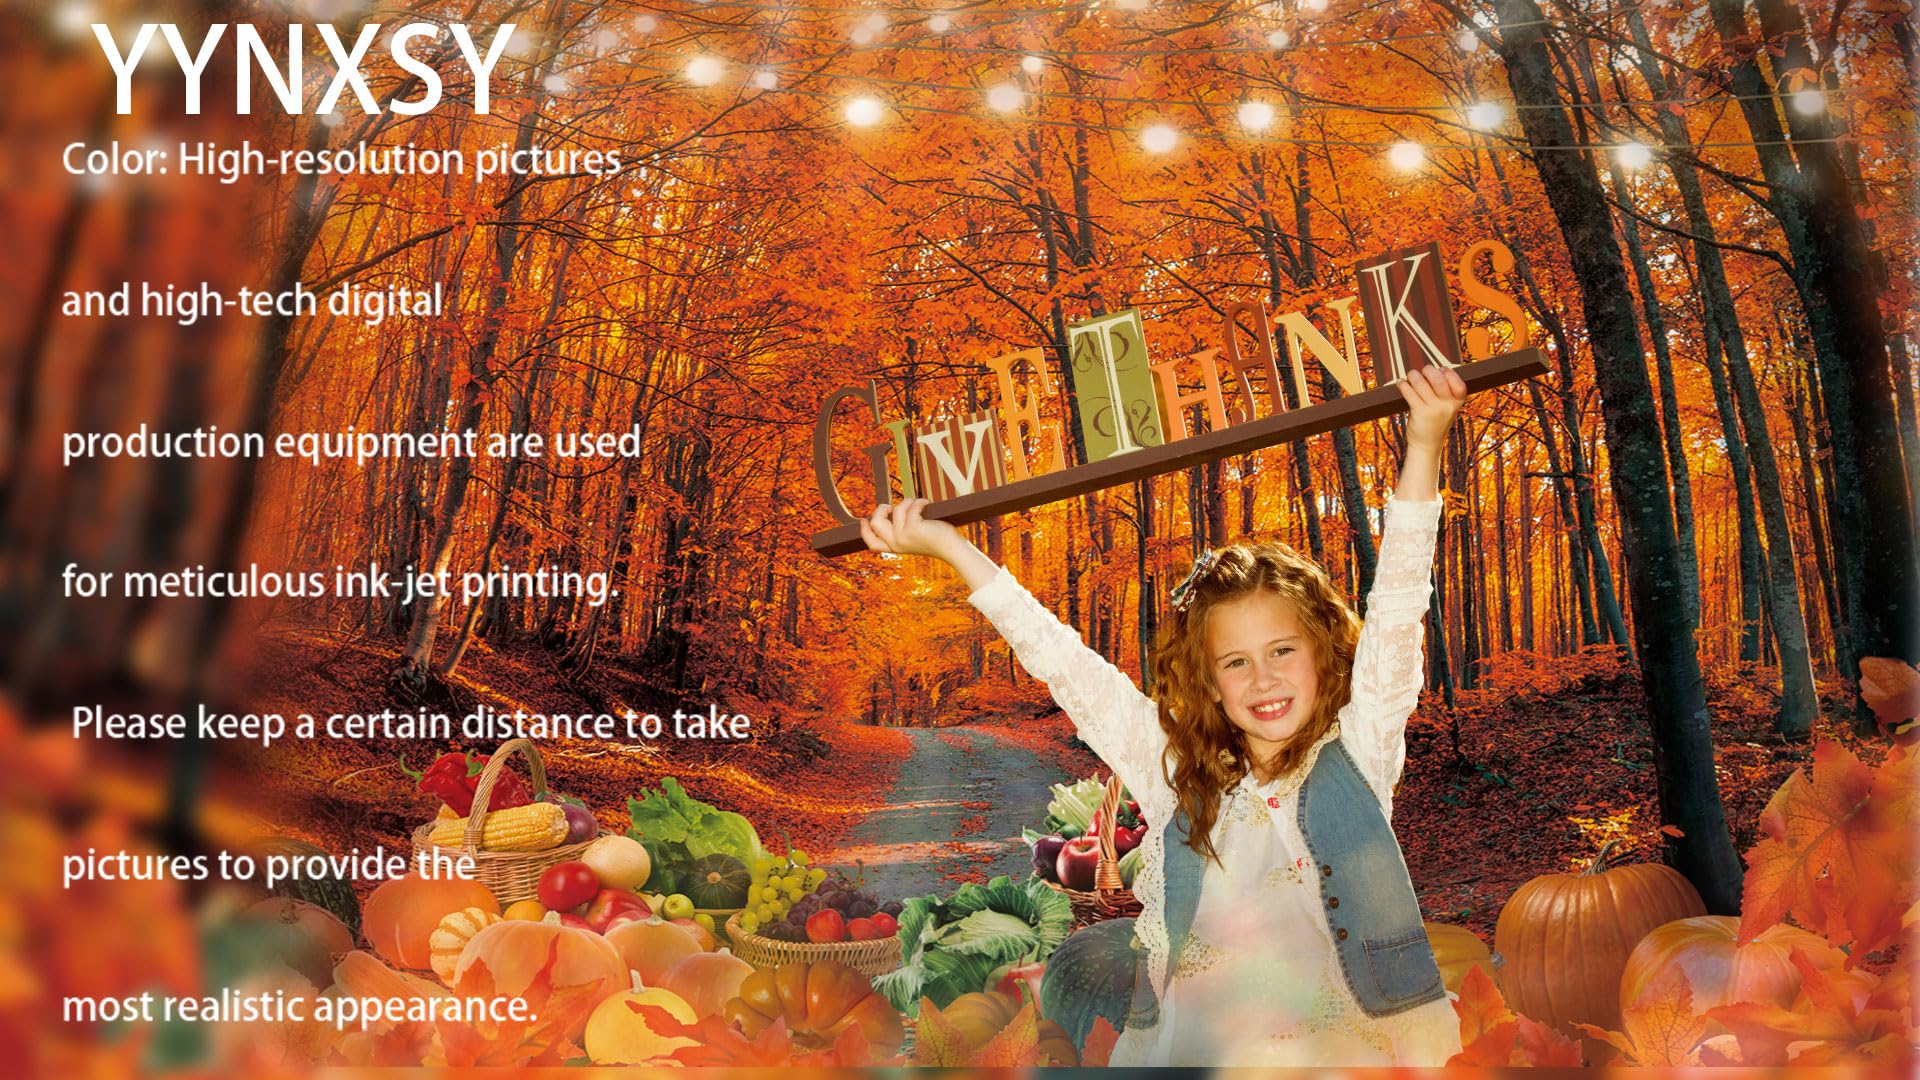 YYNXSY
Color: High-resolution pictures
and high-tech digital
production equipment are used
for meticulous ink-jet printing.
Please keep a certain distance to take
pictures to provide the
most realistic appearance.
GIVE THANKS